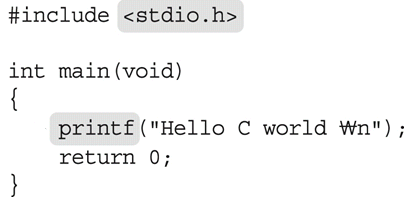 #include <stdio.h>
int main(void)
{
printf("Hello C world ₩n");
return 0;
}